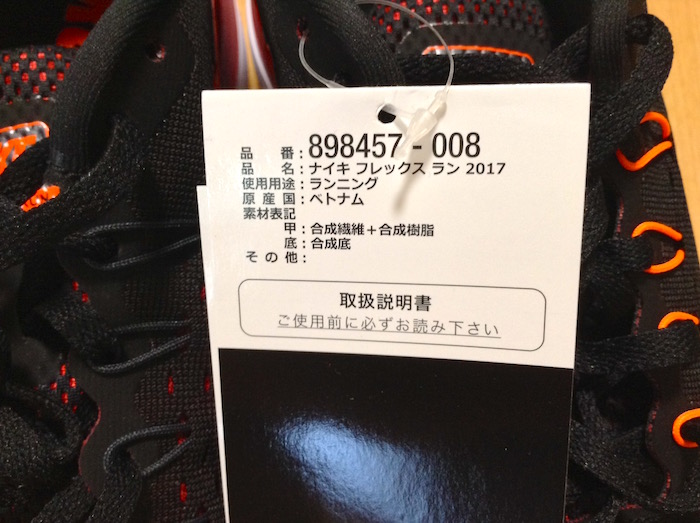 品番：898457 - 008
品名：ナイキ フレックス ラン 2017
使用用途：ランニング
原産国：ベトナム
素材表記
甲：合成繊維＋合成樹脂
底：合成底
その他：
取扱説明書
ご使用前に必ずお読み下さい